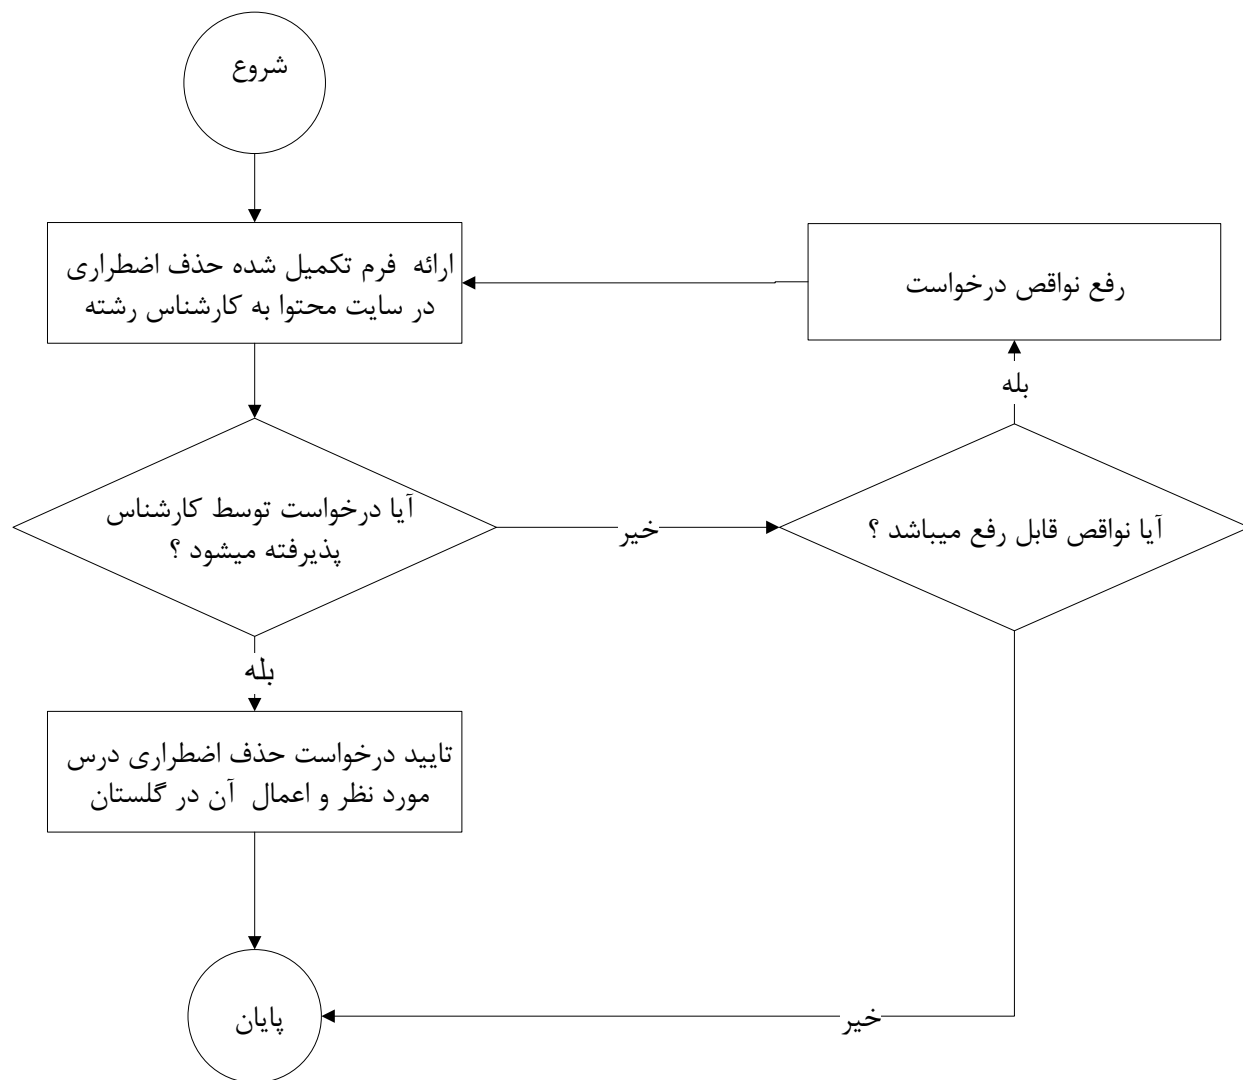 شروع
ارائه فرم تکمیل شده حذف اضطراری
در سایت محتوا به کارشناس رشته
رفع نواقص درخواست
بله
آیا درخواست توسط کارشناس
پذیرفته میشود ؟
خیر
آیا نواقص قابل رفع میباشد ؟
بله
تایید درخواست حذف اضطراری درس
مورد نظر و اعمال آن در گلستان
پایان
خیر